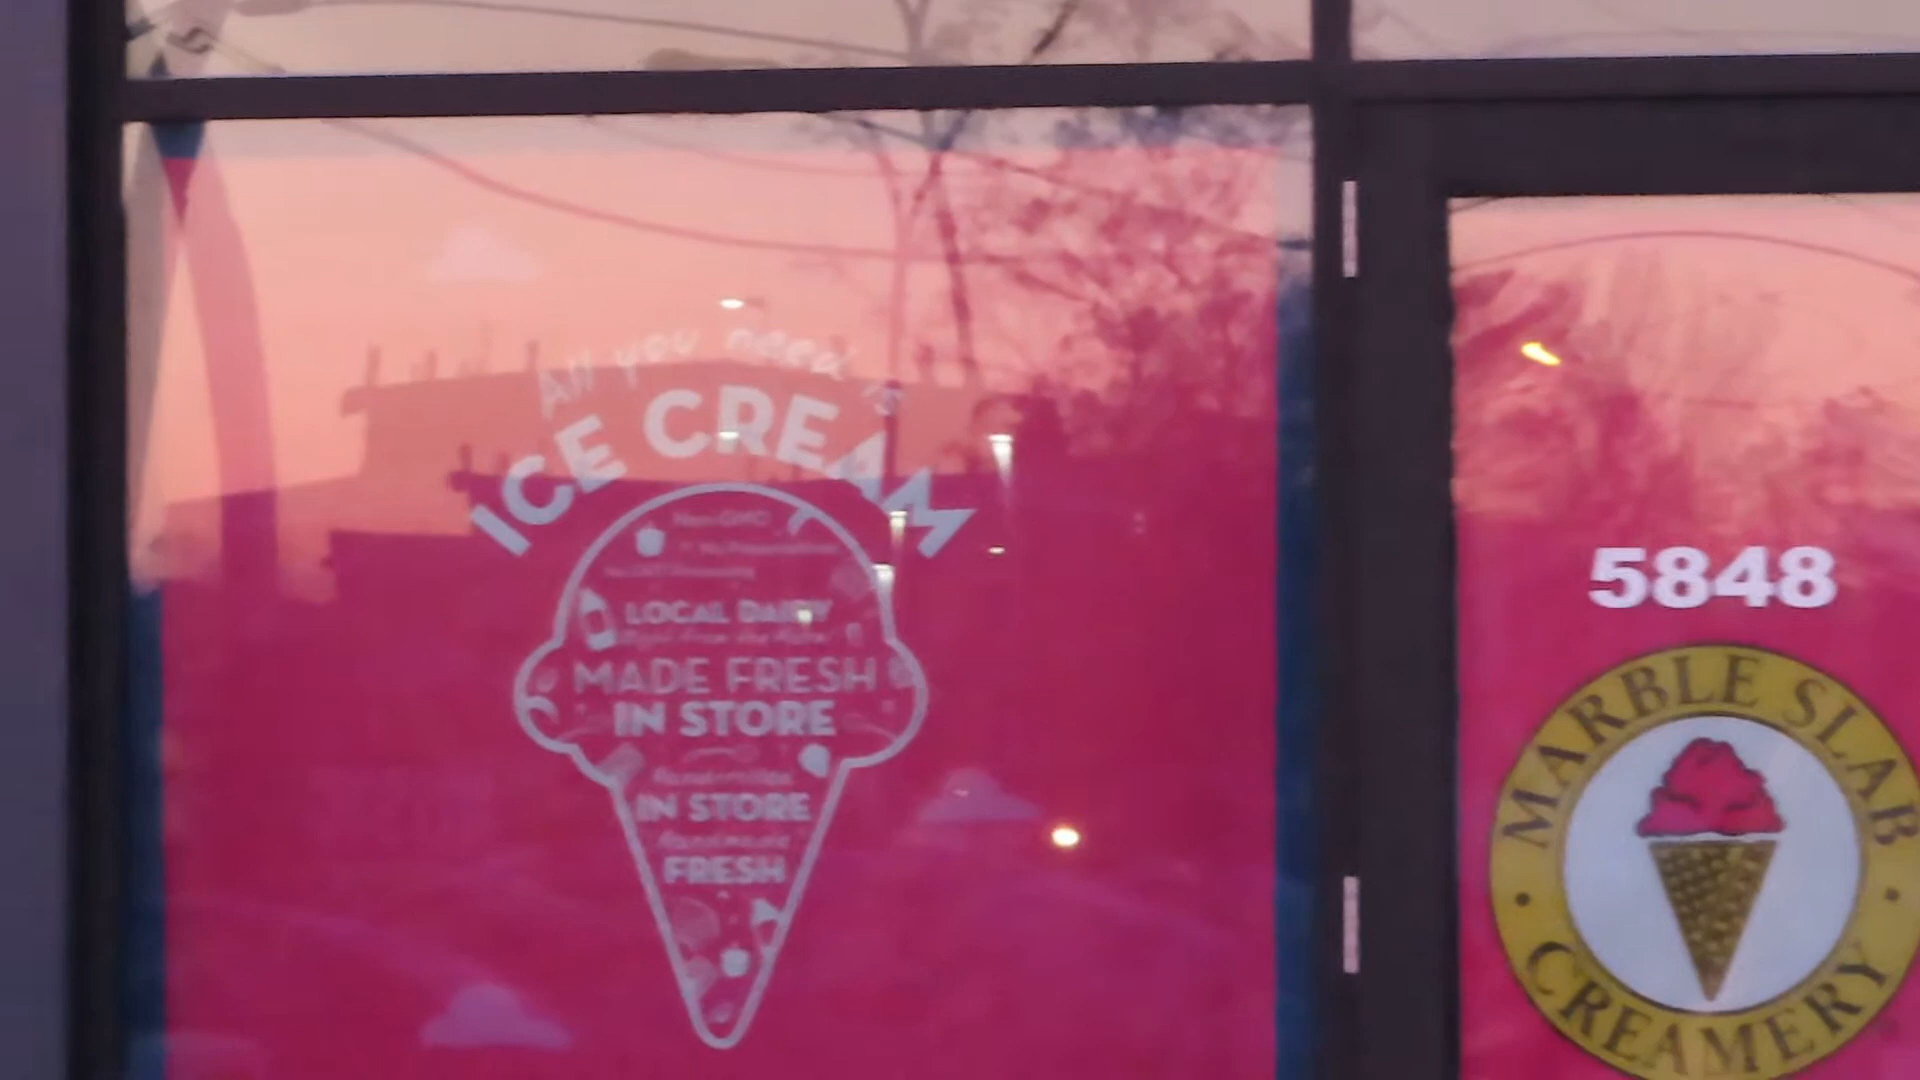 All you need is
ICE CREAM
Non-GMO
LOCAL DAIRY
MADE FRESH
IN STORE
IN STORE
handmade
FRESH
5848
MARBLE SLAB
CREAMERY